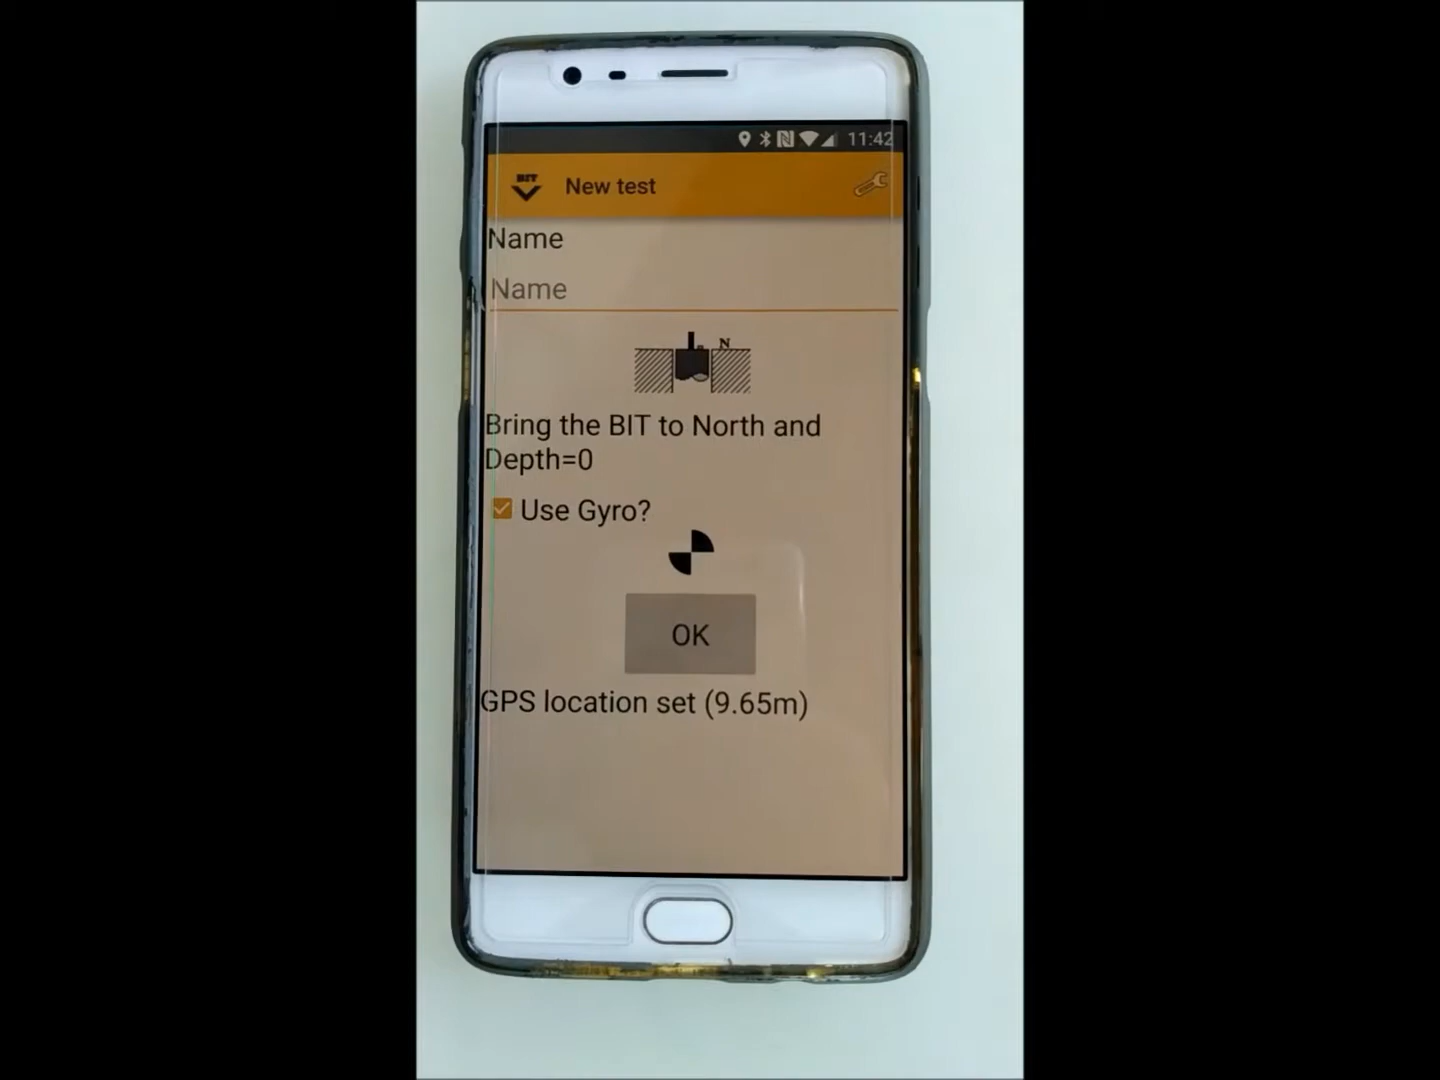 11:42
BIT
New test
Name
Name
N
Bring the BIT to North and
Depth=0
Use Gyro?
OK
GPS location set (9.65m)